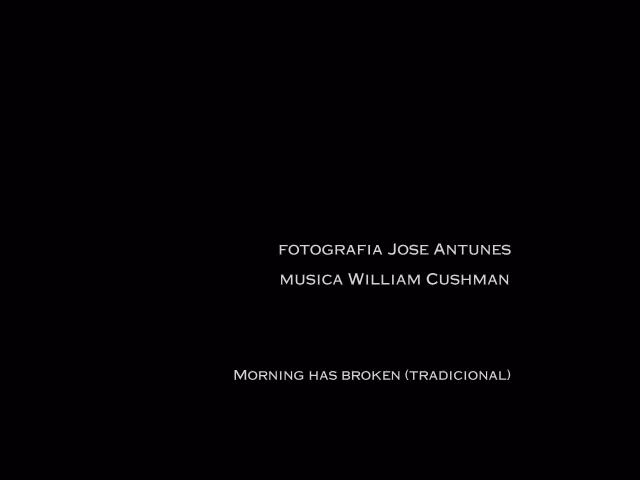 FOTOGRAFIA JOSE ANTUNES
MUSICA WILLIAM CUSHMAN
MORNING HAS BROKEN (TRADICIONAL)